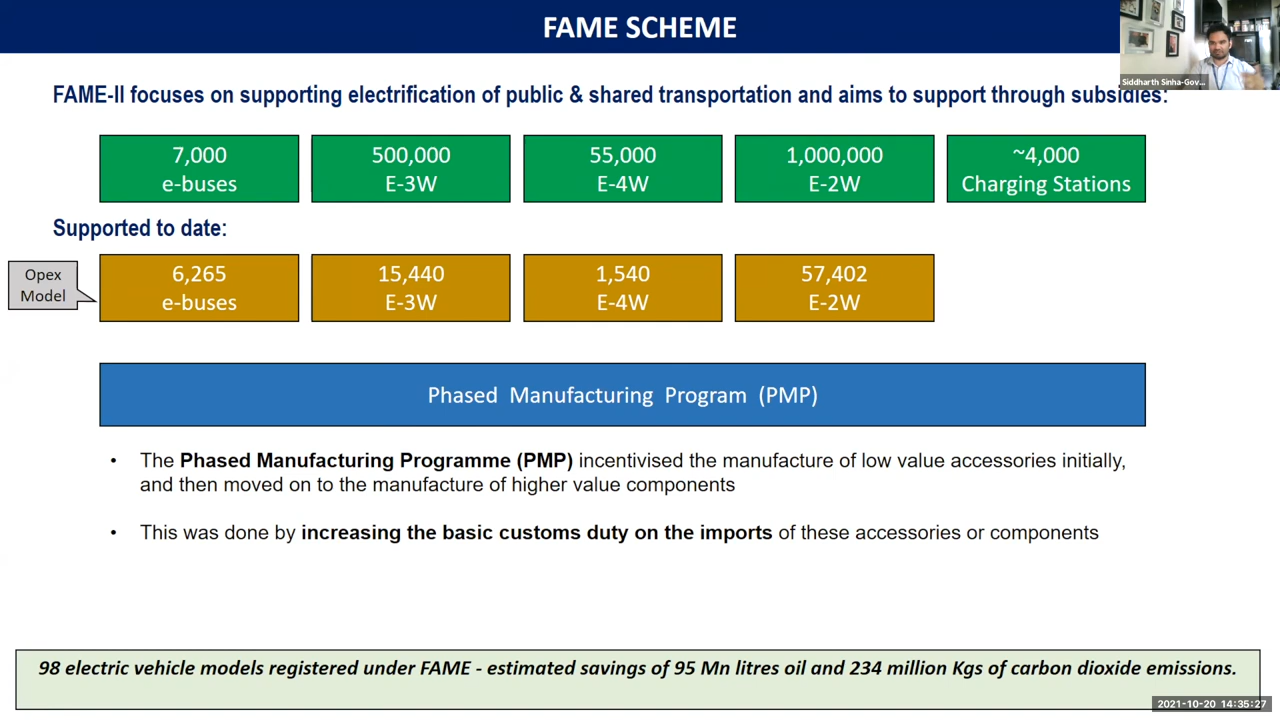 FAME SCHEME
Siddharth Sinha-Gov...
FAME-II focuses on supporting electrification of public & shared transportation and aims to support through subsidies:
7,000
e-buses
500,000
E-3W
55,000
E-4W
1,000,000
E-2W
~4,000
Charging Stations
Supported to date:
Opex
Model
6,265
e-buses
15,440
E-3W
1,540
E-4W
57,402
E-2W
Phased Manufacturing Program (PMP)
• The Phased Manufacturing Programme (PMP) incentivised the manufacture of low value accessories initially,
and then moved on to the manufacture of higher value components
• This was done by increasing the basic customs duty on the imports of these accessories or components
98 electric vehicle models registered under FAME - estimated savings of 95 Mn litres oil and 234 million Kgs of carbon dioxide emissions.
2021-10-20 14:35:27